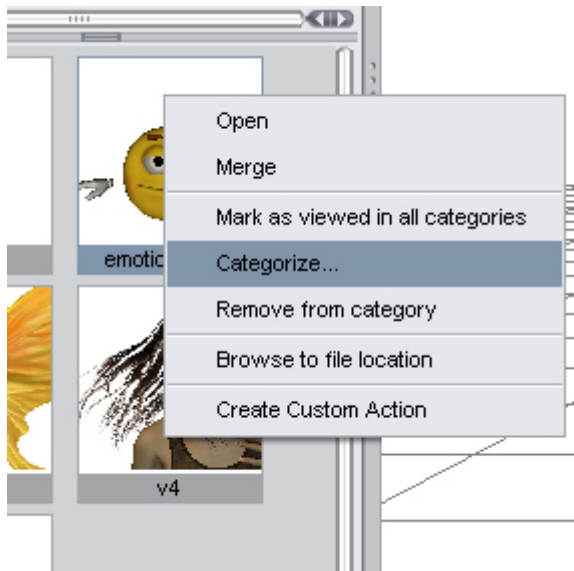 Open
Merge
Mark as viewed in all categories
emotic
Categorize...
Remove from category
Browse to file location
Create Custom Action
v4